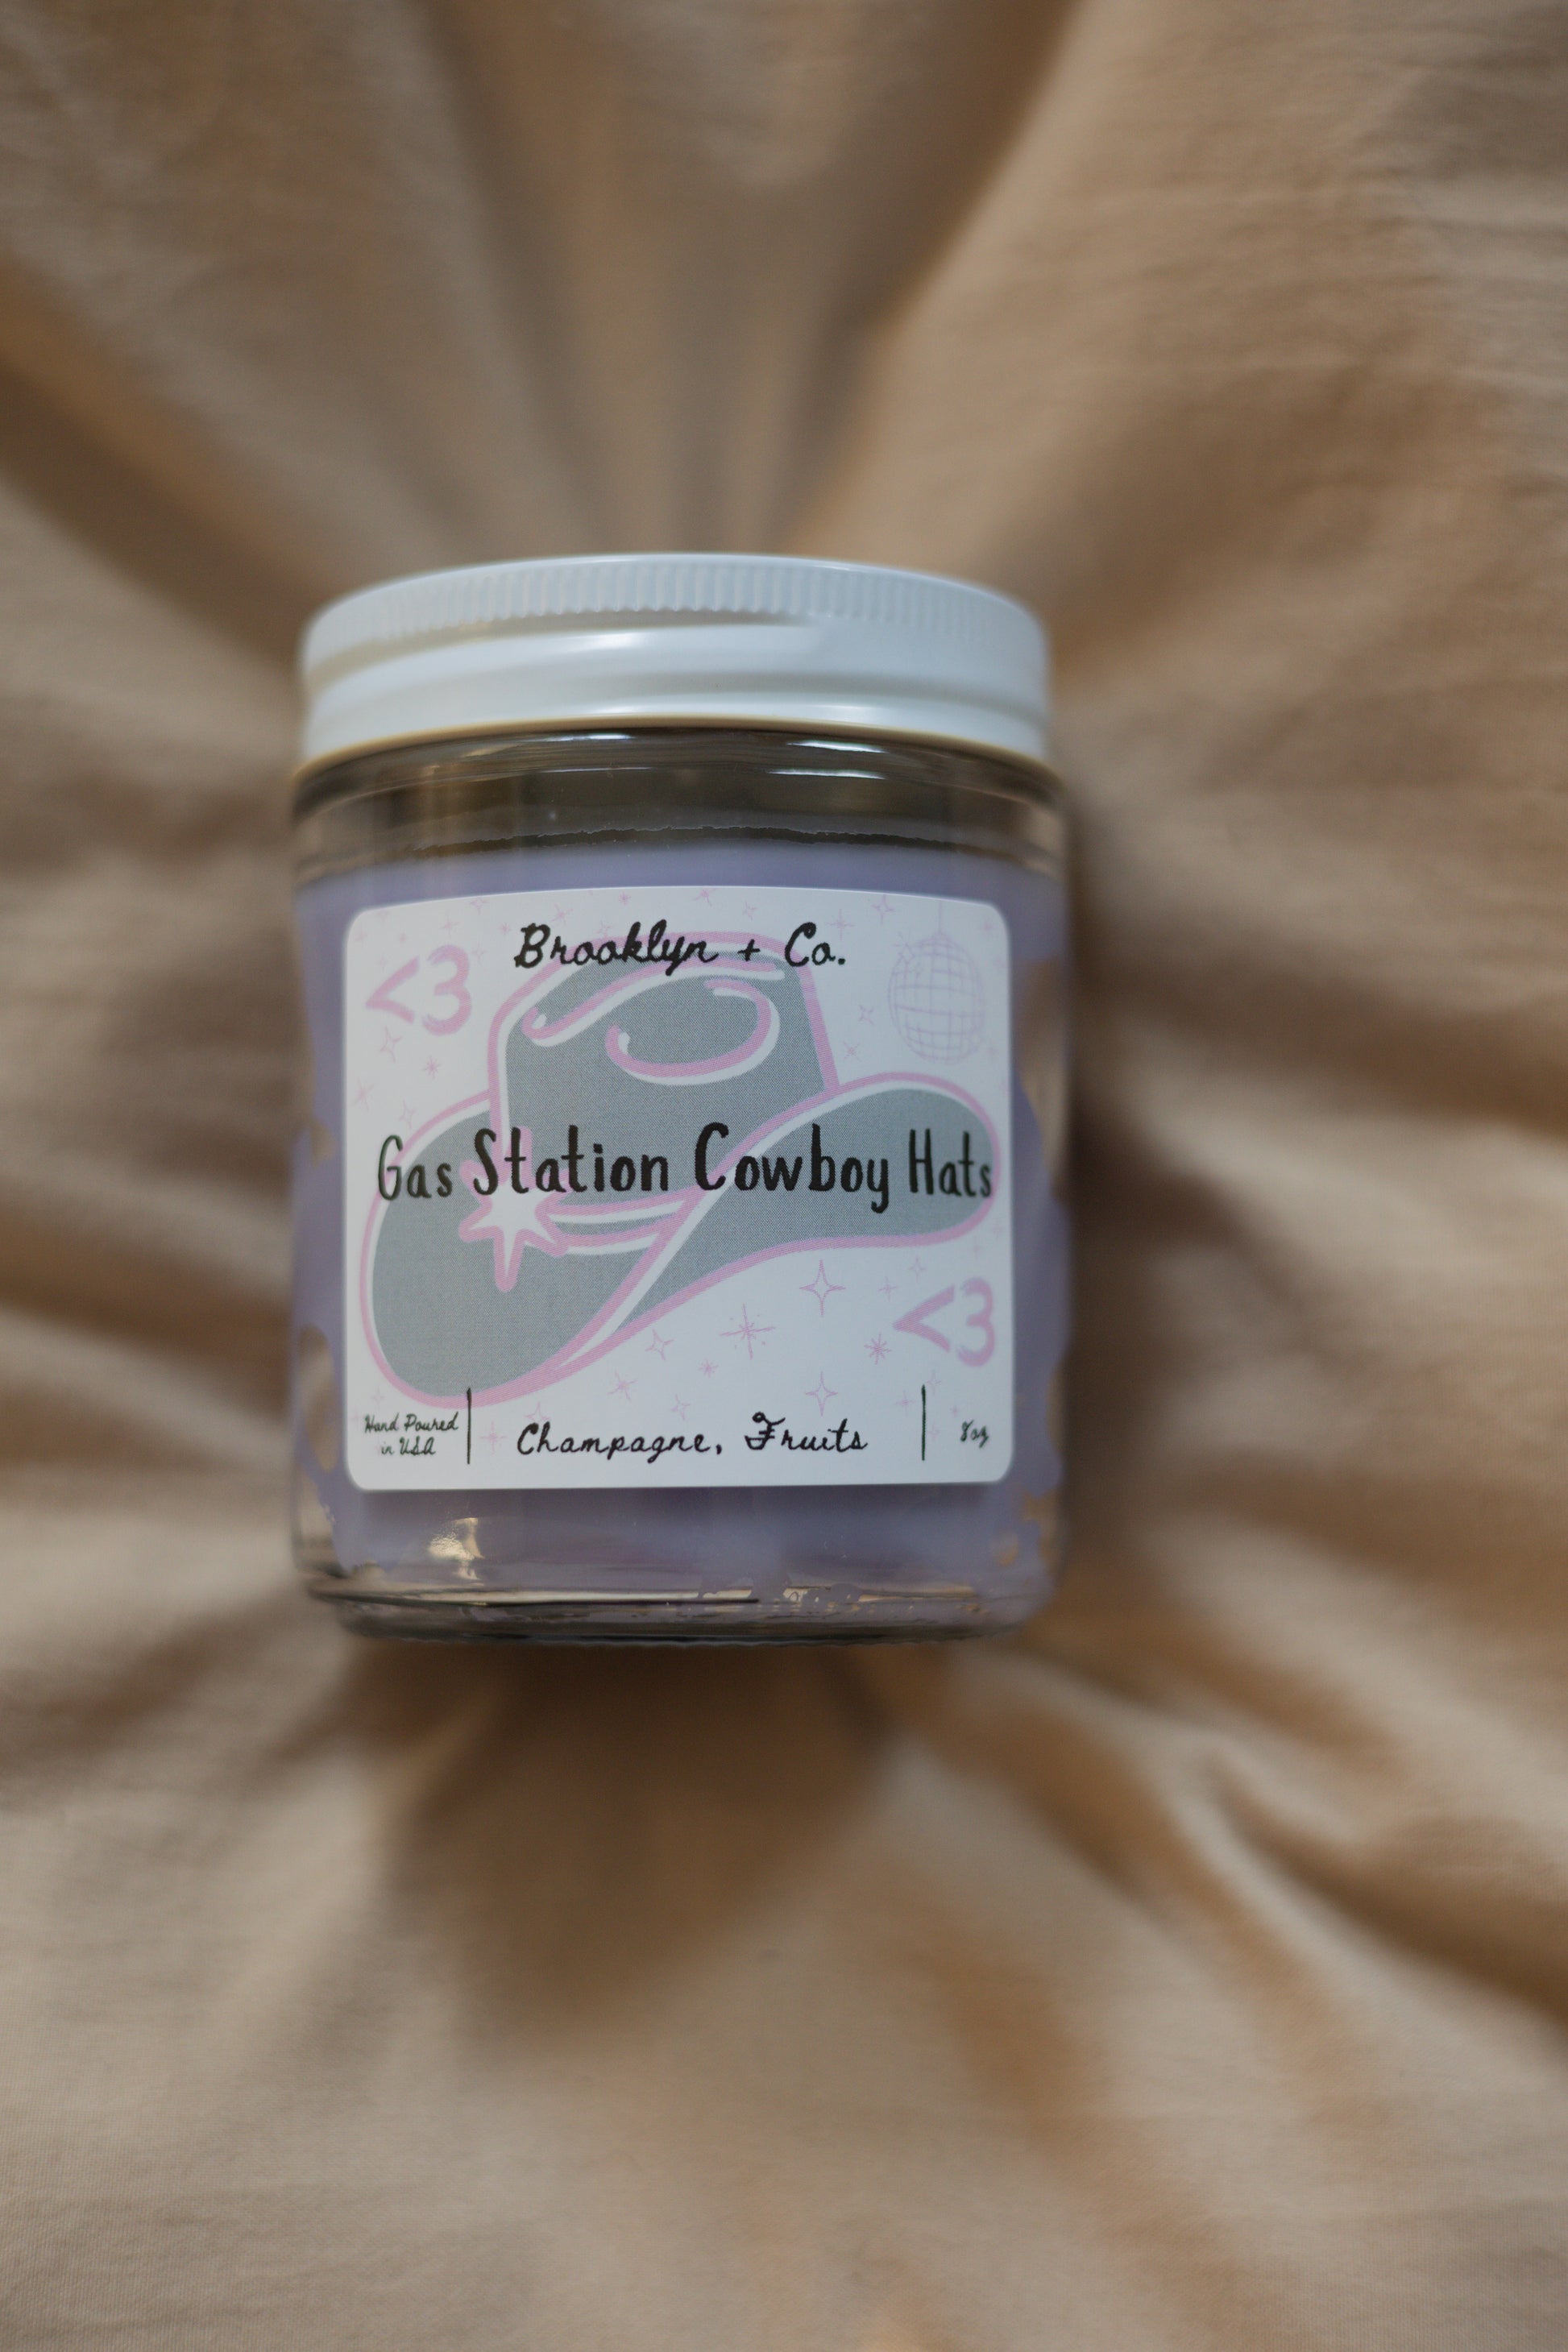 Brooklyn + Co.
<3
Gas Station Cowboy Hats
<3
Hand Poured
in USA
Champagne, Fruits
8oz